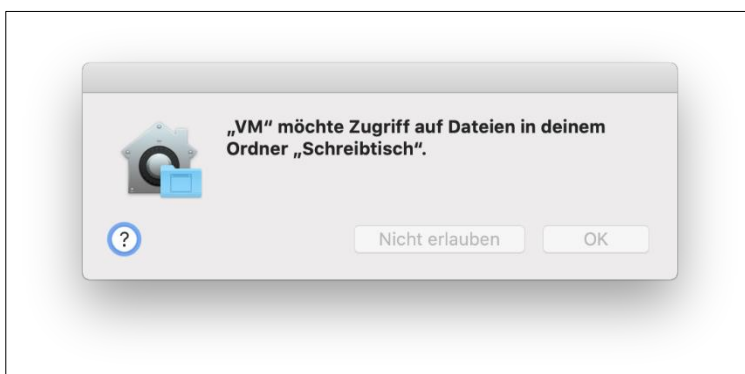 „VM“ möchte Zugriff auf Dateien in deinem
Ordner „Schreibtisch“.
?
Nicht erlauben
OK